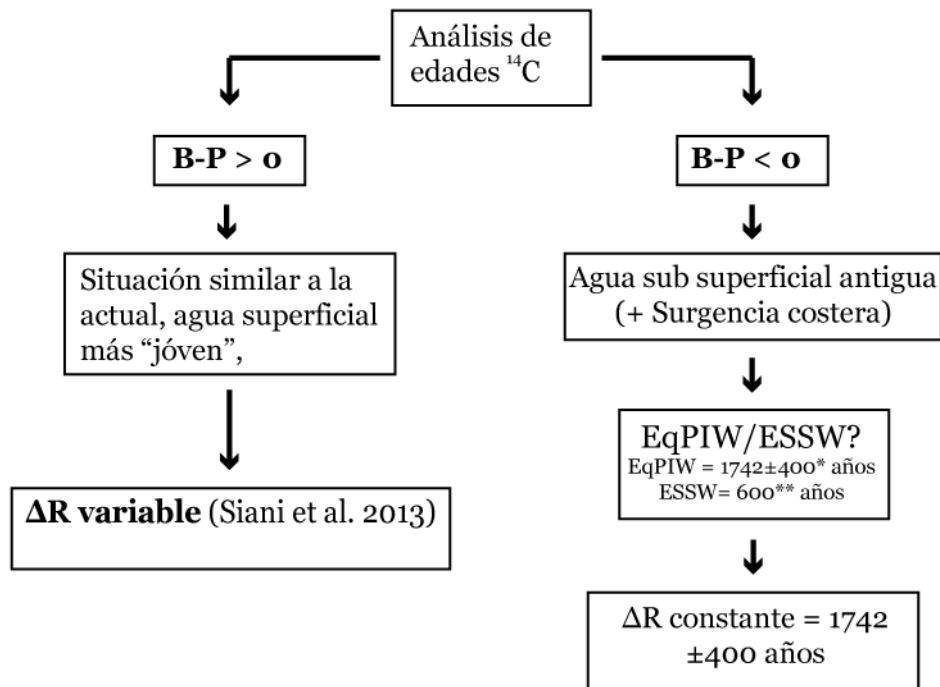 Análisis de
edades ¹⁴C
B-P > 0
B-P < 0
Situación similar a la
actual, agua superficial
más “jóven”,
Agua sub superficial antigua
(+ Surgencia costera)
EqPIW/ESSW?
EqPIW = 1742±400* años
ESSW= 600** años
ΔR variable (Siani et al. 2013)
ΔR constante = 1742
±400 años